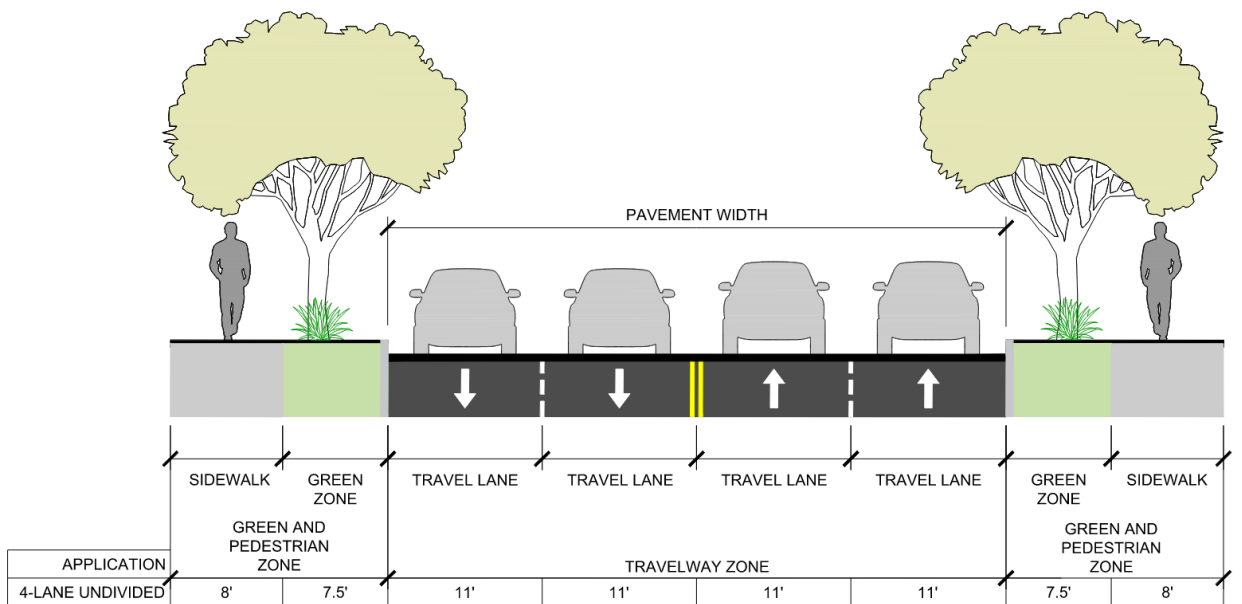 PAVEMENT WIDTH
SIDEWALK
GREEN
ZONE
TRAVEL LANE
TRAVEL LANE
TRAVEL LANE
TRAVEL LANE
GREEN
ZONE
SIDEWALK
GREEN AND
PEDESTRIAN
ZONE
GREEN AND
PEDESTRIAN
ZONE
APPLICATION
TRAVELWAY ZONE
4-LANE UNDIVIDED 8' 7.5' 11' 11' 11' 11' 7.5' 8'